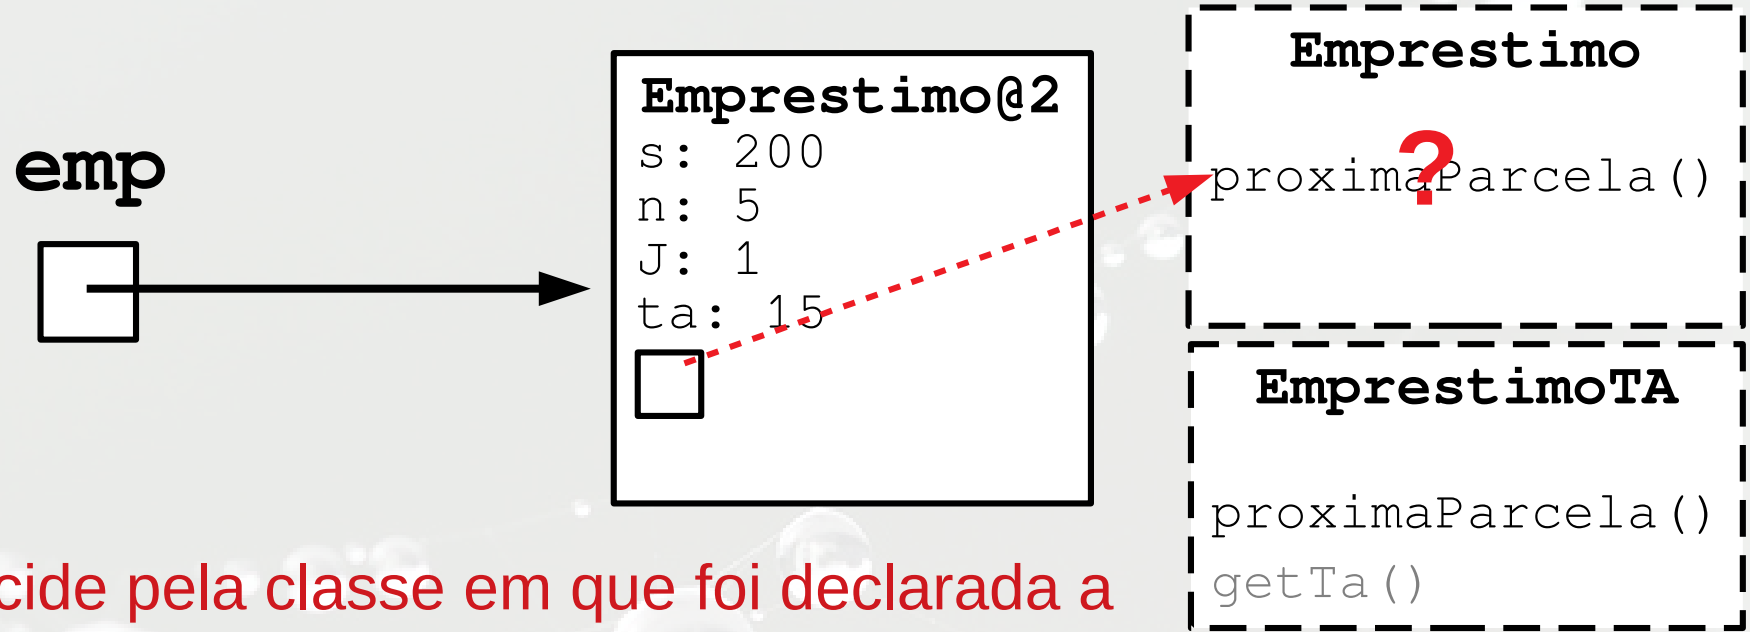 emp
Emprestimo@2
s: 200
n: 5
J: 1
ta: 15
Emprestimo
?
proximaParcela()
EmprestimoTA
proximaParcela()
getTa()
cide pela classe em que foi declarada a